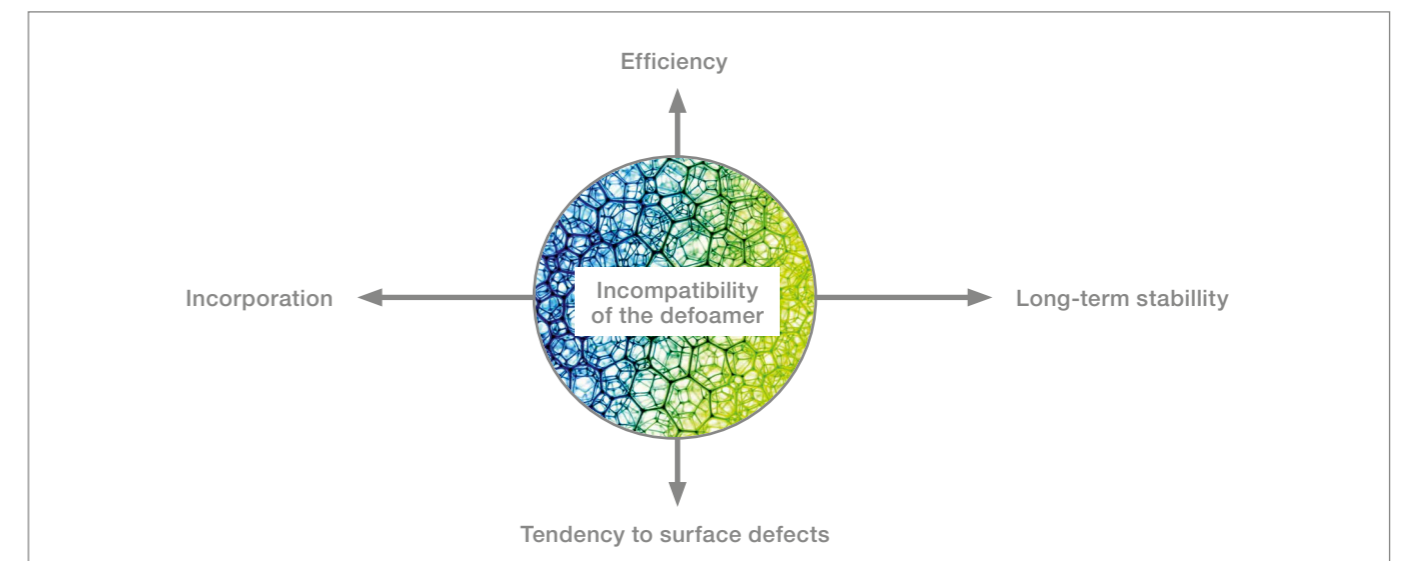 Efficiency
Incorporation
Incompatibility
of the defoamer
Long-term stabillity
Tendency to surface defects